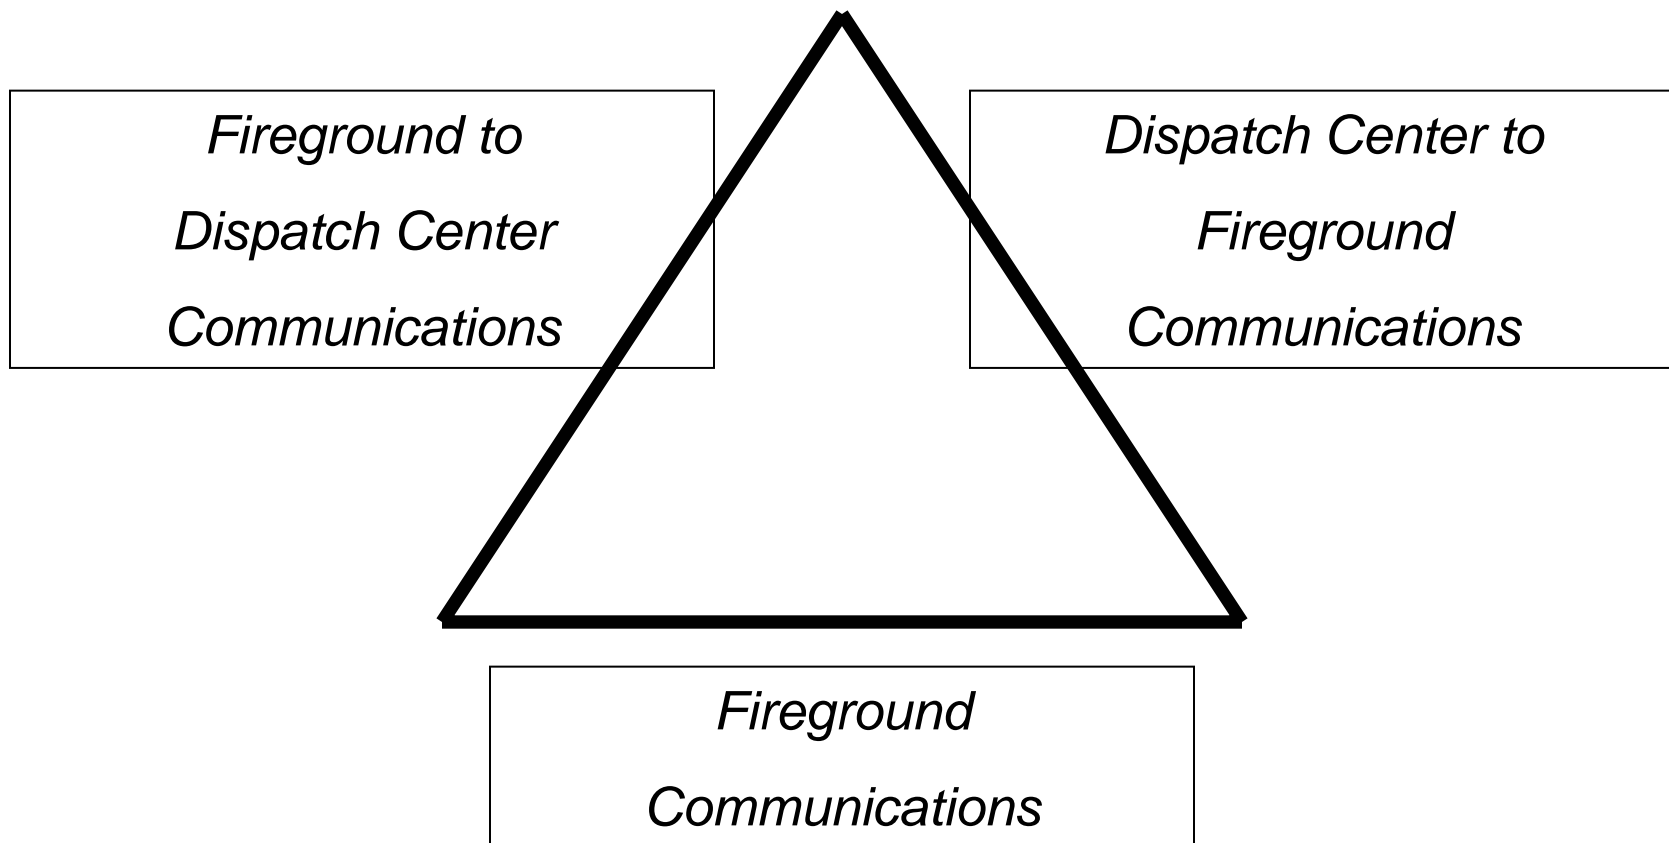 Fireground to
Dispatch Center
Communications
Dispatch Center to
Fireground
Communications
Fireground
Communications